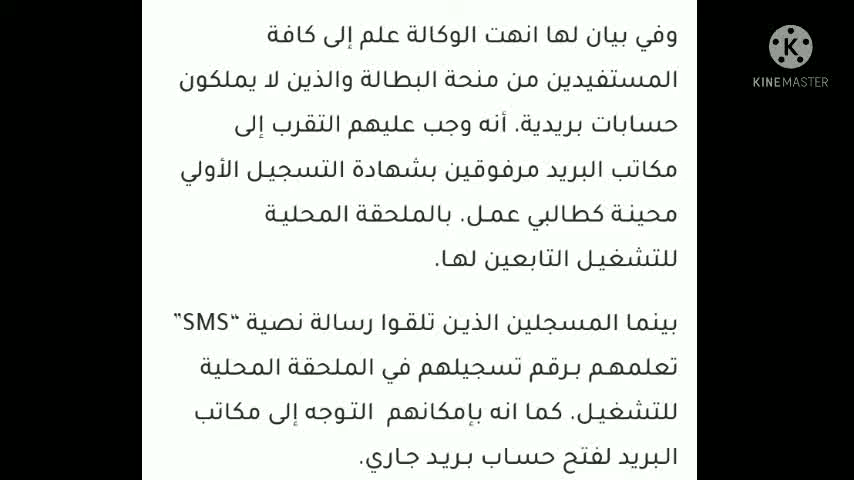 وفي بيان لها انهت الوكالة علم إلى كافة
المستفيدين من منحة البطالة والذين لا يملكون
حسابات بريدية. أنه وجب عليهم التقرب إلى
مكاتب البريد مرفوقين بشهادة التسجيل الأولي
محينة كطالبي عمل. بالملحقة المحلية
للتشغيل التابعين لها.
بينما المسجلين الذين تلقوا رسالة نصية “SMS”
تعلمهم برقم تسجيلهم في الملحقة المحلية
للتشغيل. كما انه بإمكانهم التوجه إلى مكاتب
البريد لفتح حساب بريد جاري.
K
KINEMASTER